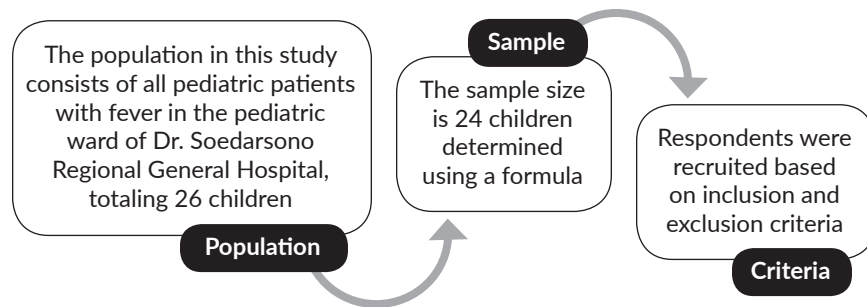 The population in this study
consists of all pediatric patients
with fever in the pediatric
ward of Dr. Soedarsono
Regional General Hospital,
totaling 26 children
Population
Sample
The sample size
is 24 children
determined
using a formula
Respondents were
recruited based
on inclusion and
exclusion criteria
Criteria